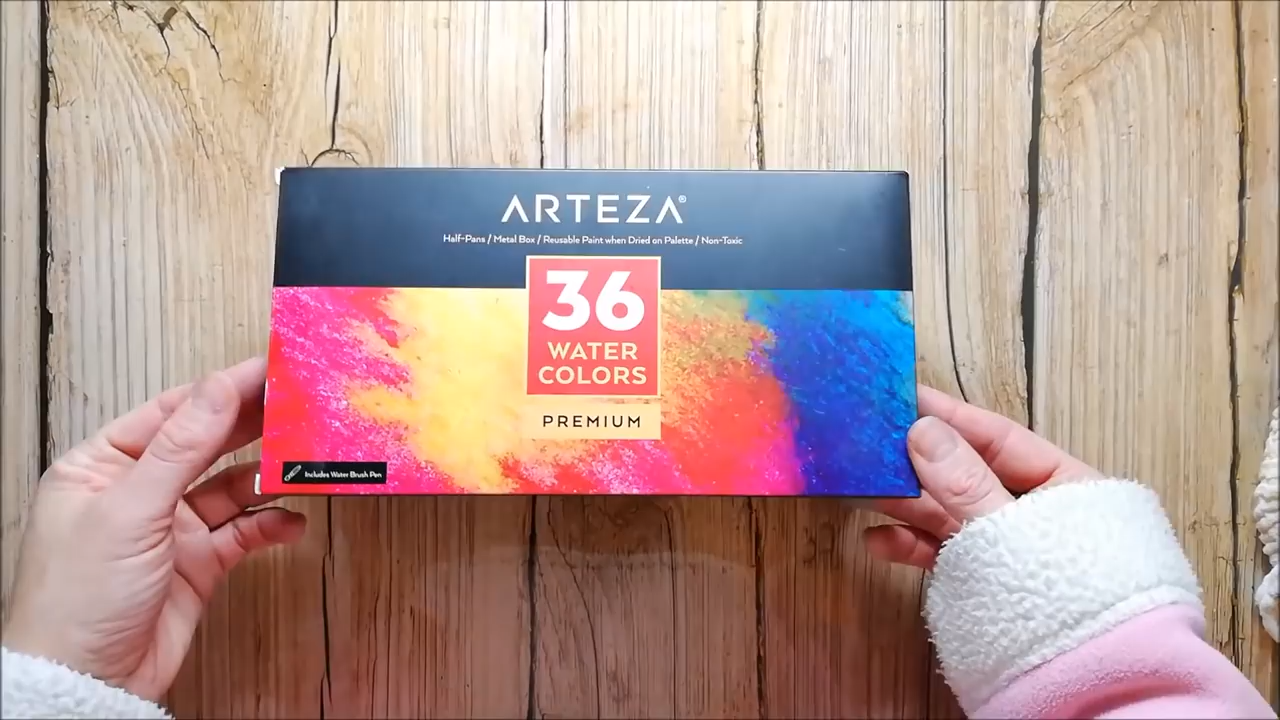 ARTEZA®
Half-Pans / Metal Box / Reusable Paint when Dried on Palette / Non-Toxic
36
WATER
COLORS
PREMIUM
Includes Water Brush Pen